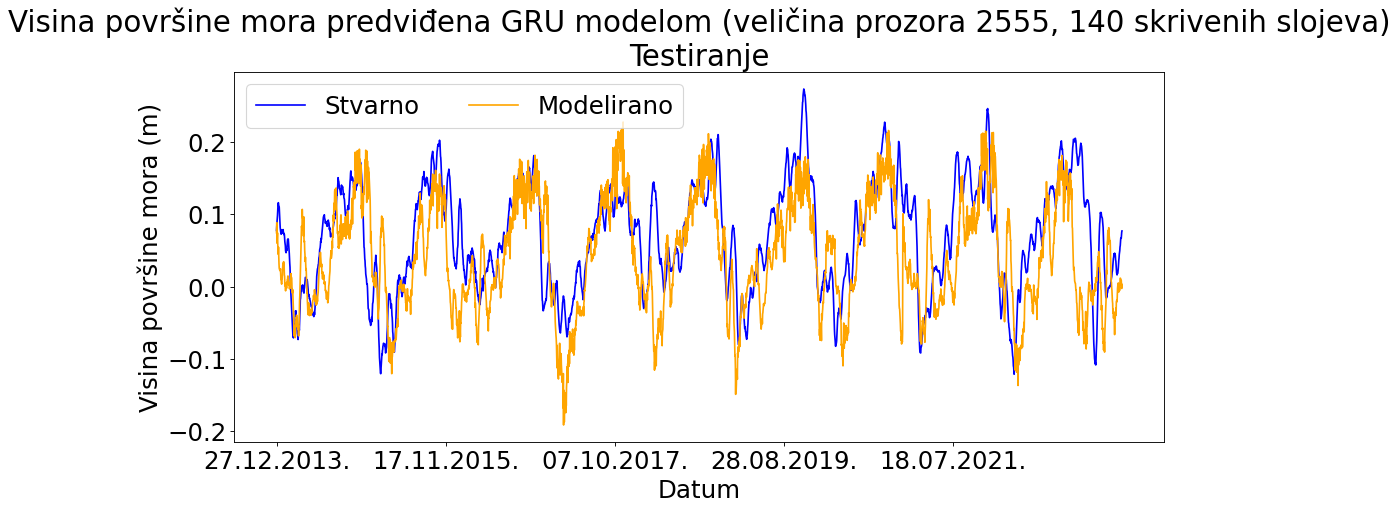 Visina površine mora predviđena GRU modelom (veličina prozora 2555, 140 skrivenih slojeva)
Testiranje
Stvarno Modelirano
Visina površine mora (m)
0.2
0.1
0.0
−0.1
−0.2
27.12.2013. 17.11.2015. 07.10.2017. 28.08.2019. 18.07.2021.
Datum